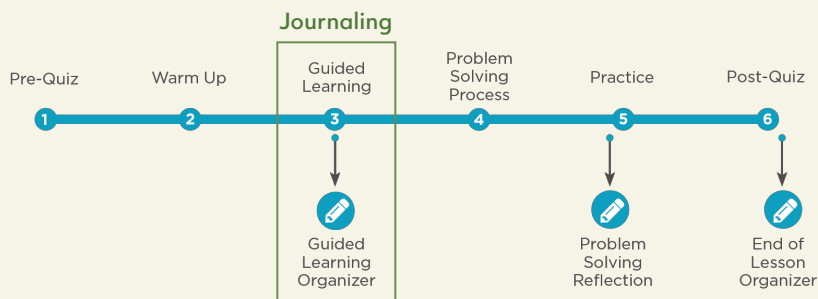 Journaling
Pre-Quiz
Warm Up
Guided
Learning
Problem
Solving
Process
Practice
Post-Quiz
1
2
3
4
5
6
Guided
Learning
Organizer
Problem
Solving
Reflection
End of
Lesson
Organizer